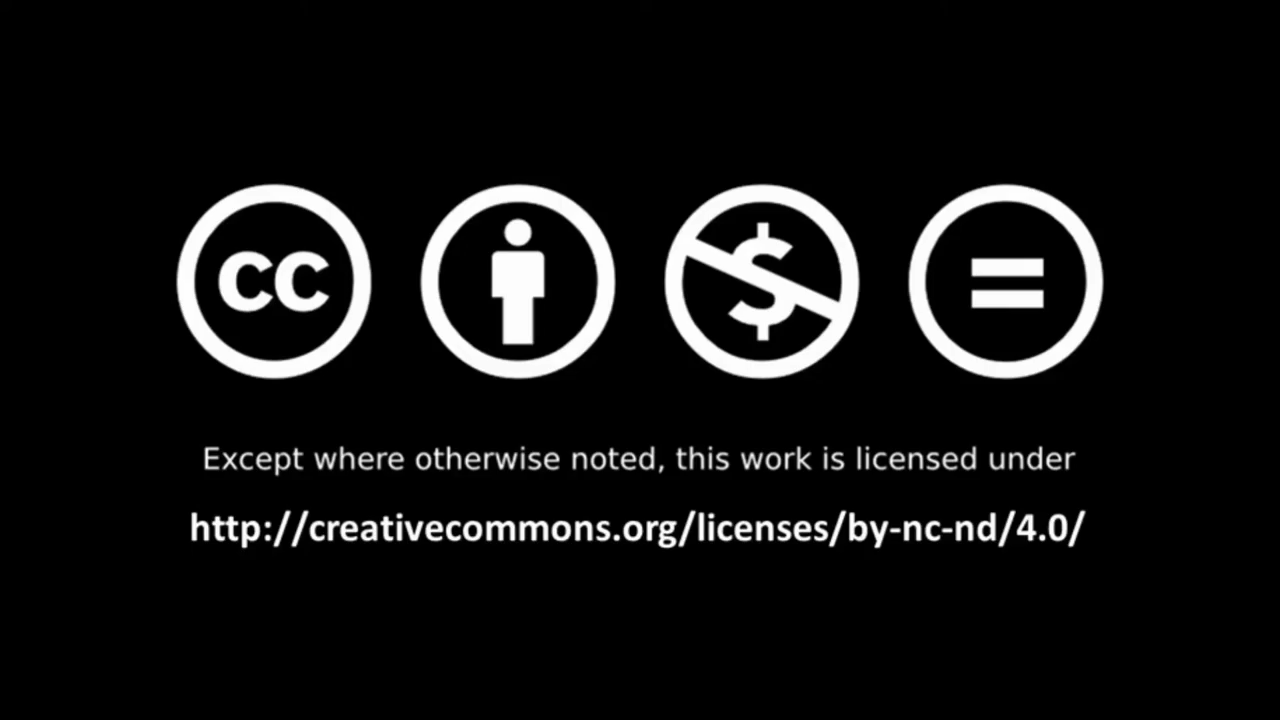 cc
$
=
Except where otherwise noted, this work is licensed under
http://creativecommons.org/licenses/by-nc-nd/4.0/